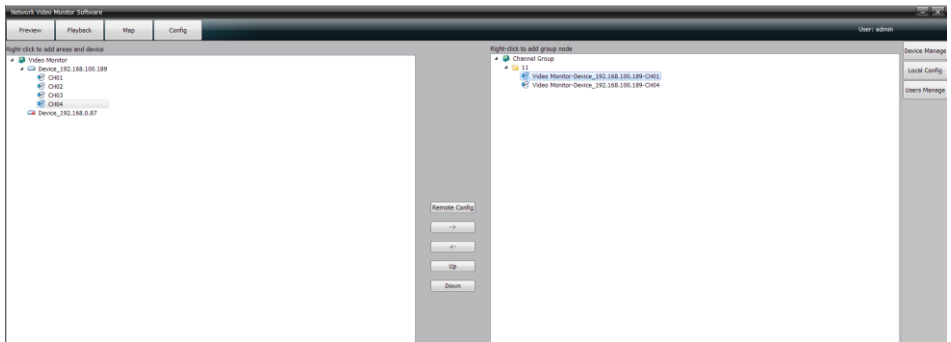 Network Video Monitor Software
Preview Playback Map Config User: admin
Right-click to add areas and device
Video Monitor
Device_192.168.100.189
CH01
CH02
CH03
CH04
Device_192.168.0.87
Remote Config
->
<-
Up
Down
Right-click to add group node
Channel Group
11
Video Monitor-Device_192.168.100.189-CH01
Video Monitor-Device_192.168.100.189-CH04
Device Manage
Local Config
Users Manage